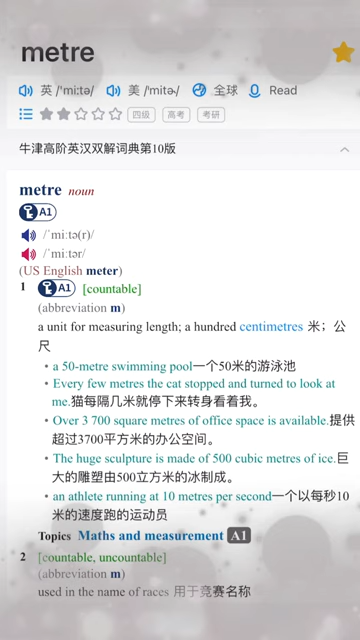 metre
英 /'miːtə/ 美 /'mitɚ/ 全球 Read
四级 高考 考研
牛津高阶英汉双解词典第10版
metre noun
A1
/ˈmiːtə(r)/
/ˈmiːtər/
(US English meter)
1 A1 [countable]
(abbreviation m)
a unit for measuring length; a hundred centimetres 米；公
尺
• a 50-metre swimming pool一个50米的游泳池
• Every few metres the cat stopped and turned to look at
me.猫每隔几米就停下来转身看着我。
• Over 3 700 square metres of office space is available.提供
超过3700平方米的办公空间。
• The huge sculpture is made of 500 cubic metres of ice.巨
大的雕塑由500立方米的冰制成。
• an athlete running at 10 metres per second一个以每秒10
米的速度跑的运动员
Topics Maths and measurement A1
2 [countable, uncountable]
(abbreviation m)
used in the name of races 用于竞赛名称